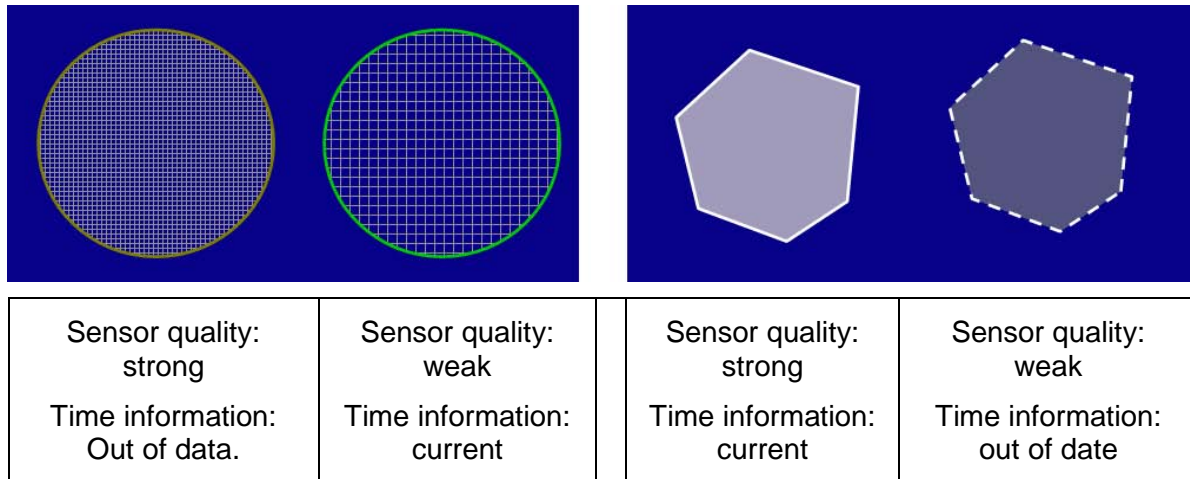 Sensor quality:
strong
Time information:
Out of data.
Sensor quality:
weak
Time information:
current
Sensor quality:
strong
Time information:
current
Sensor quality:
weak
Time information:
out of date